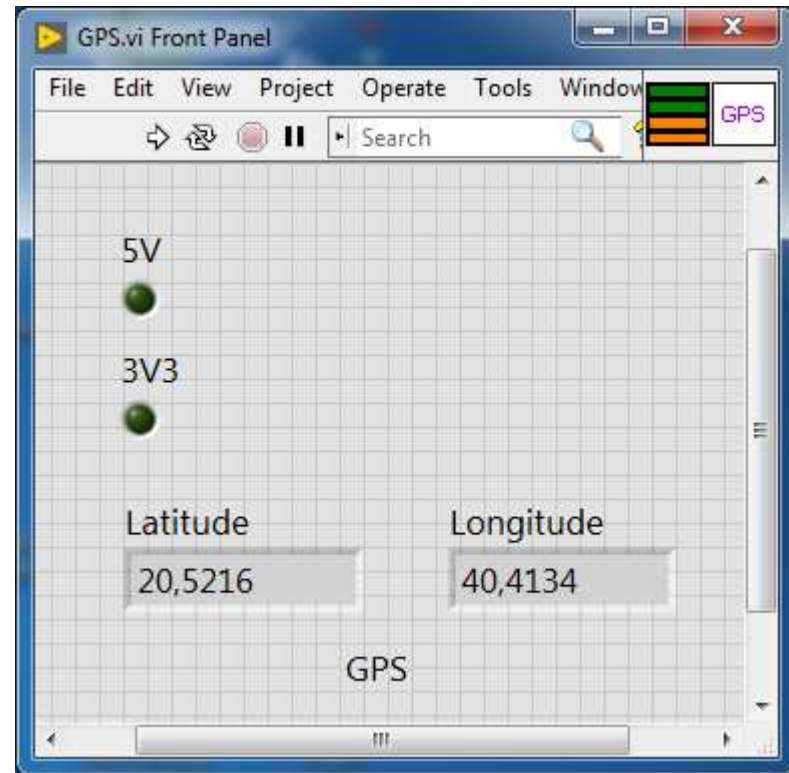 GPS.vi Front Panel
File Edit View Project Operate Tools Window
Search
GPS
5V
3V3
Latitude Longitude
20,5216 40,4134
GPS